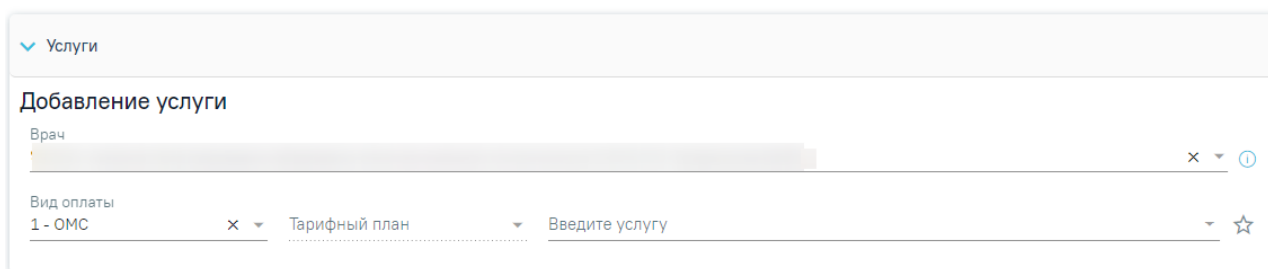 Услуги
Добавление услуги
Врач
Вид оплаты
1 - ОМС Тарифный план Введите услугу